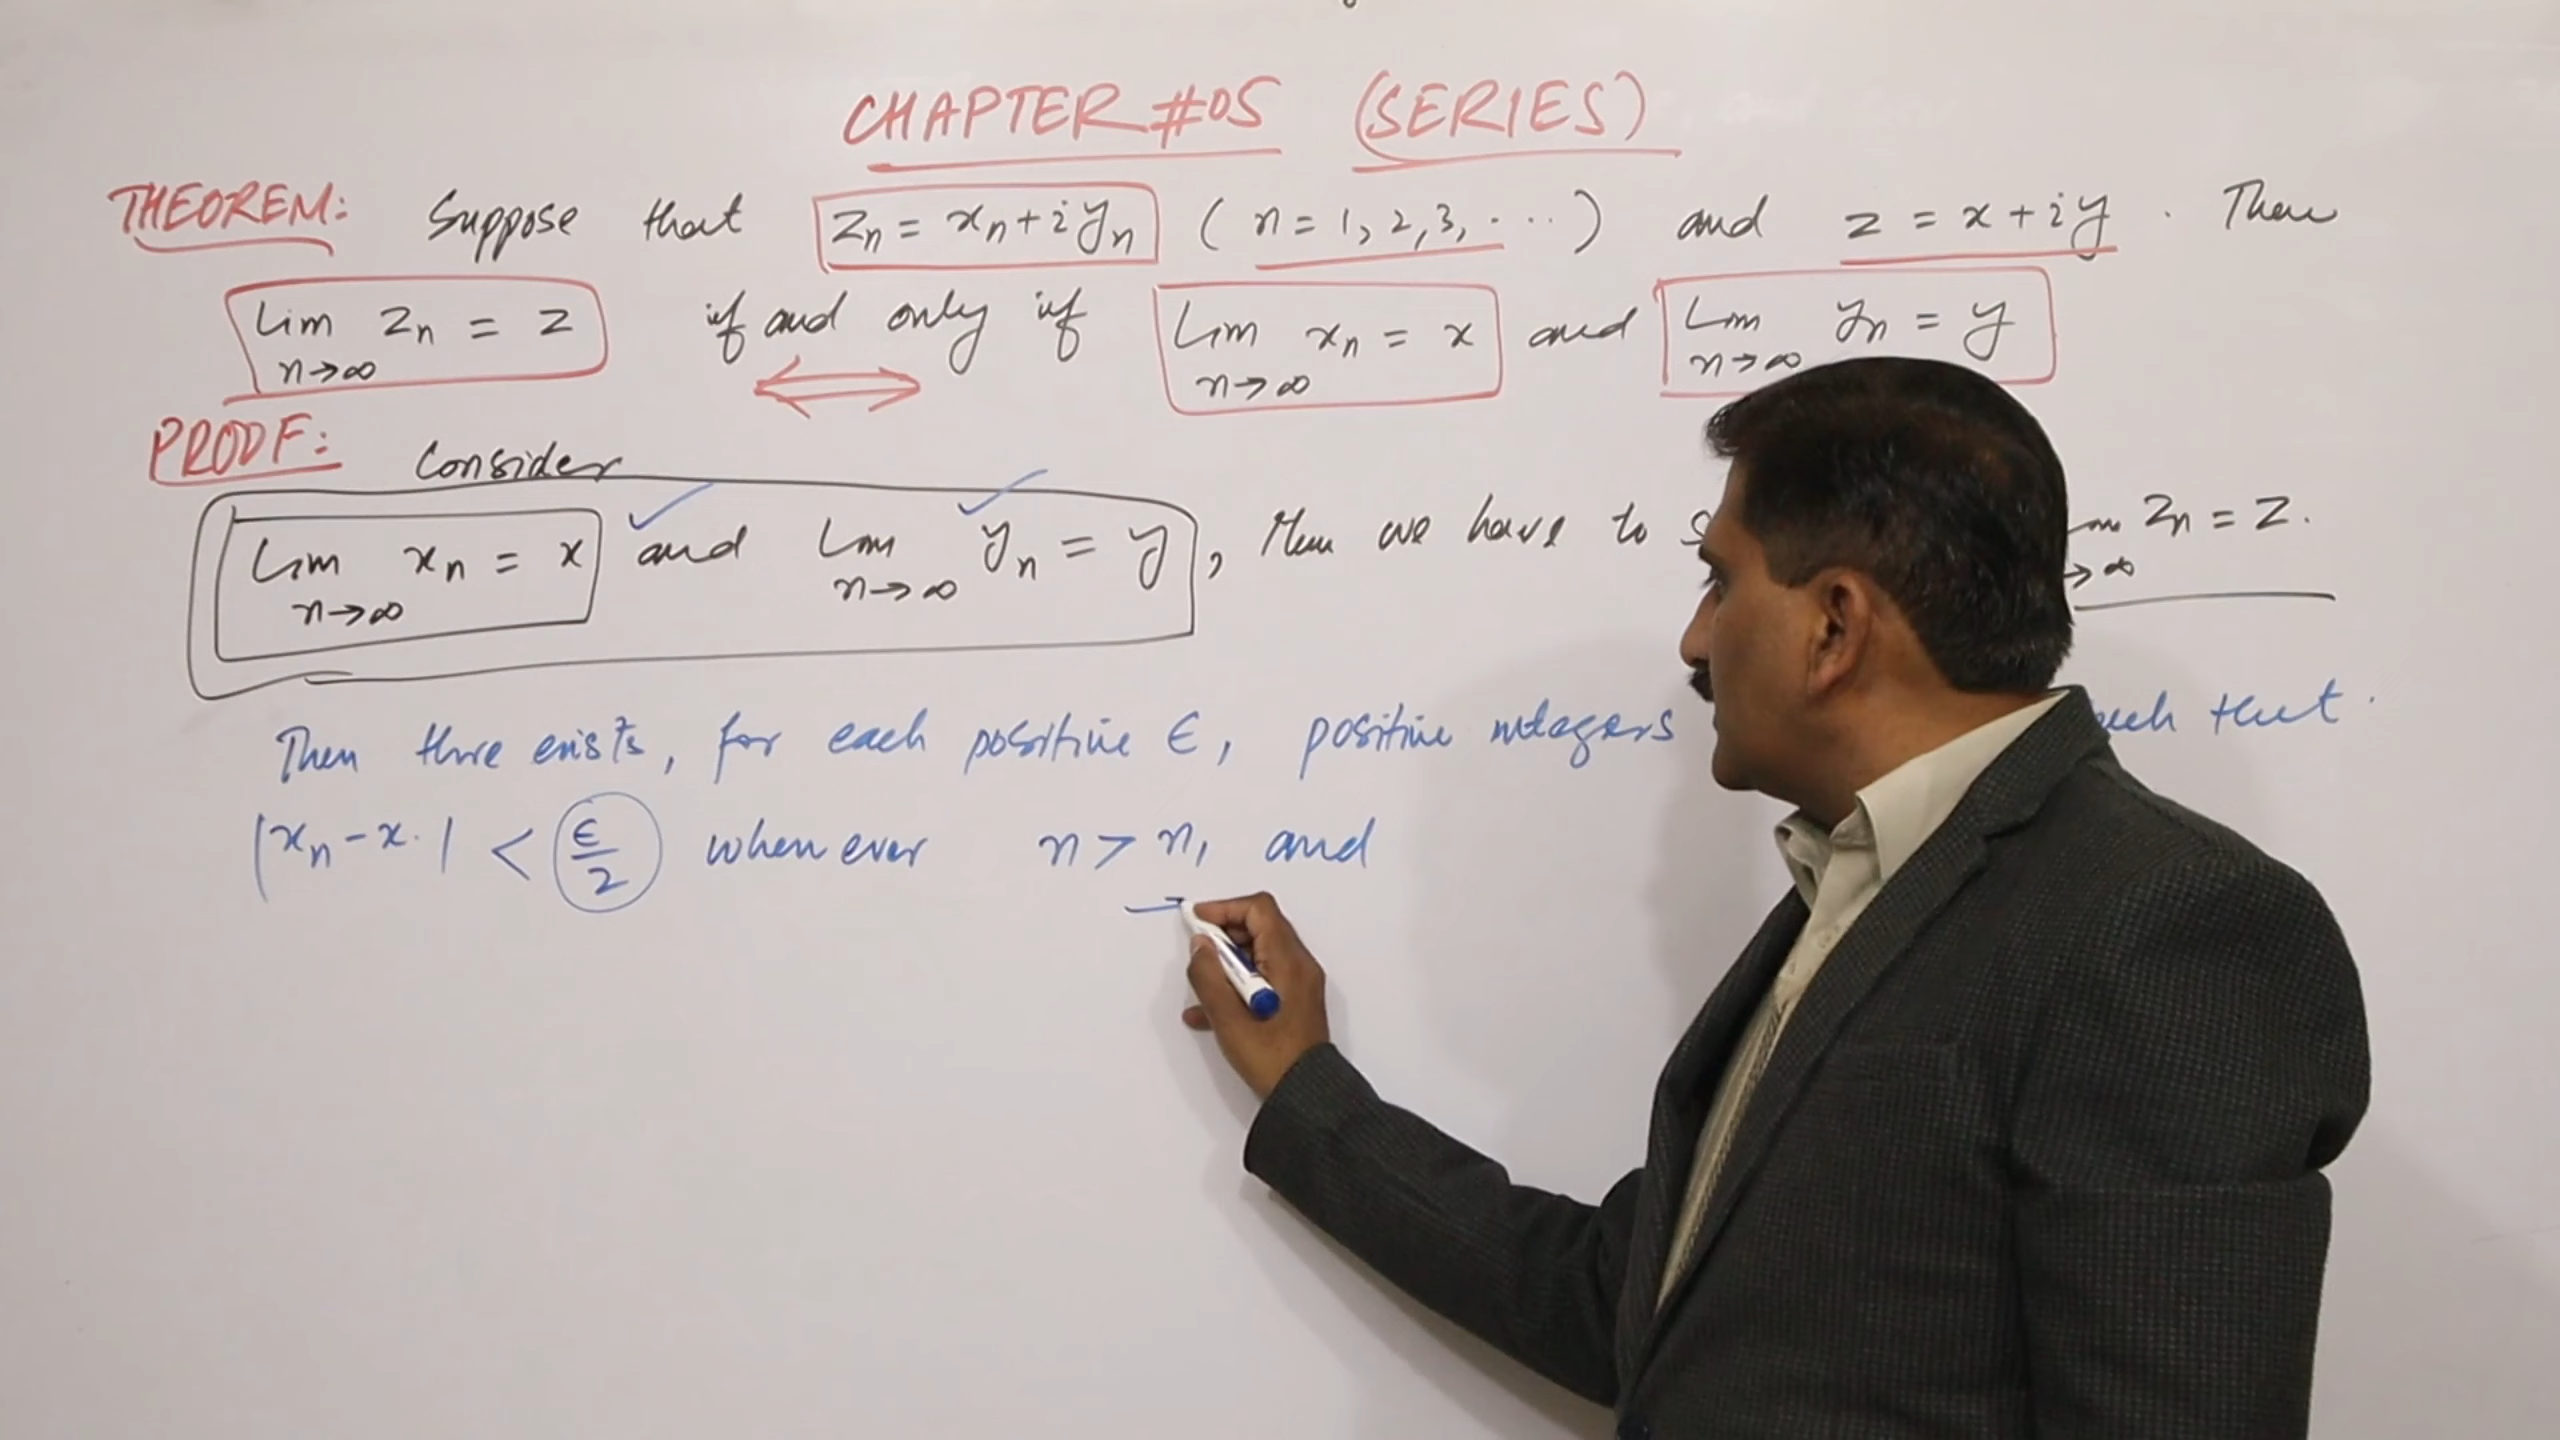 CHAPTER #05 (SERIES)
THEOREM: Suppose that zₙ = xₙ + i yₙ ( n = 1, 2, 3, ... ) and z = x + i y . Then
Lim n→∞ zₙ = z if and only if Lim n→∞ xₙ = x and Lim n→∞ yₙ = y
PROOF: Consider
Lim n→∞ xₙ = x and Lim n→∞ yₙ = y , then we have to zₙ = z.
Then there exists, for each positive ϵ, positive integers that
|xₙ - x| < ϵ/2 whenever n > n₁ and